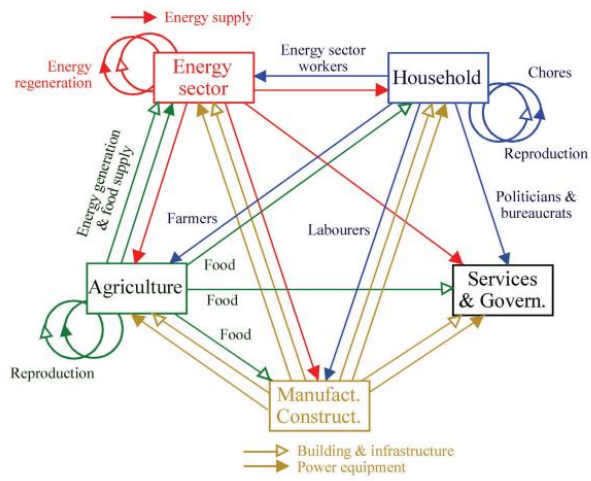 Energy supply
Energy
regeneration
Energy
sector
Energy sector
workers
Household
Chores
Reproduction
Energy generation
& food supply
Farmers
Labourers
Politicians &
bureaucrats
Agriculture
Food
Food
Food
Services
& Govern.
Reproduction
Manufact.
Construct.
Building & infrastructure
Power equipment